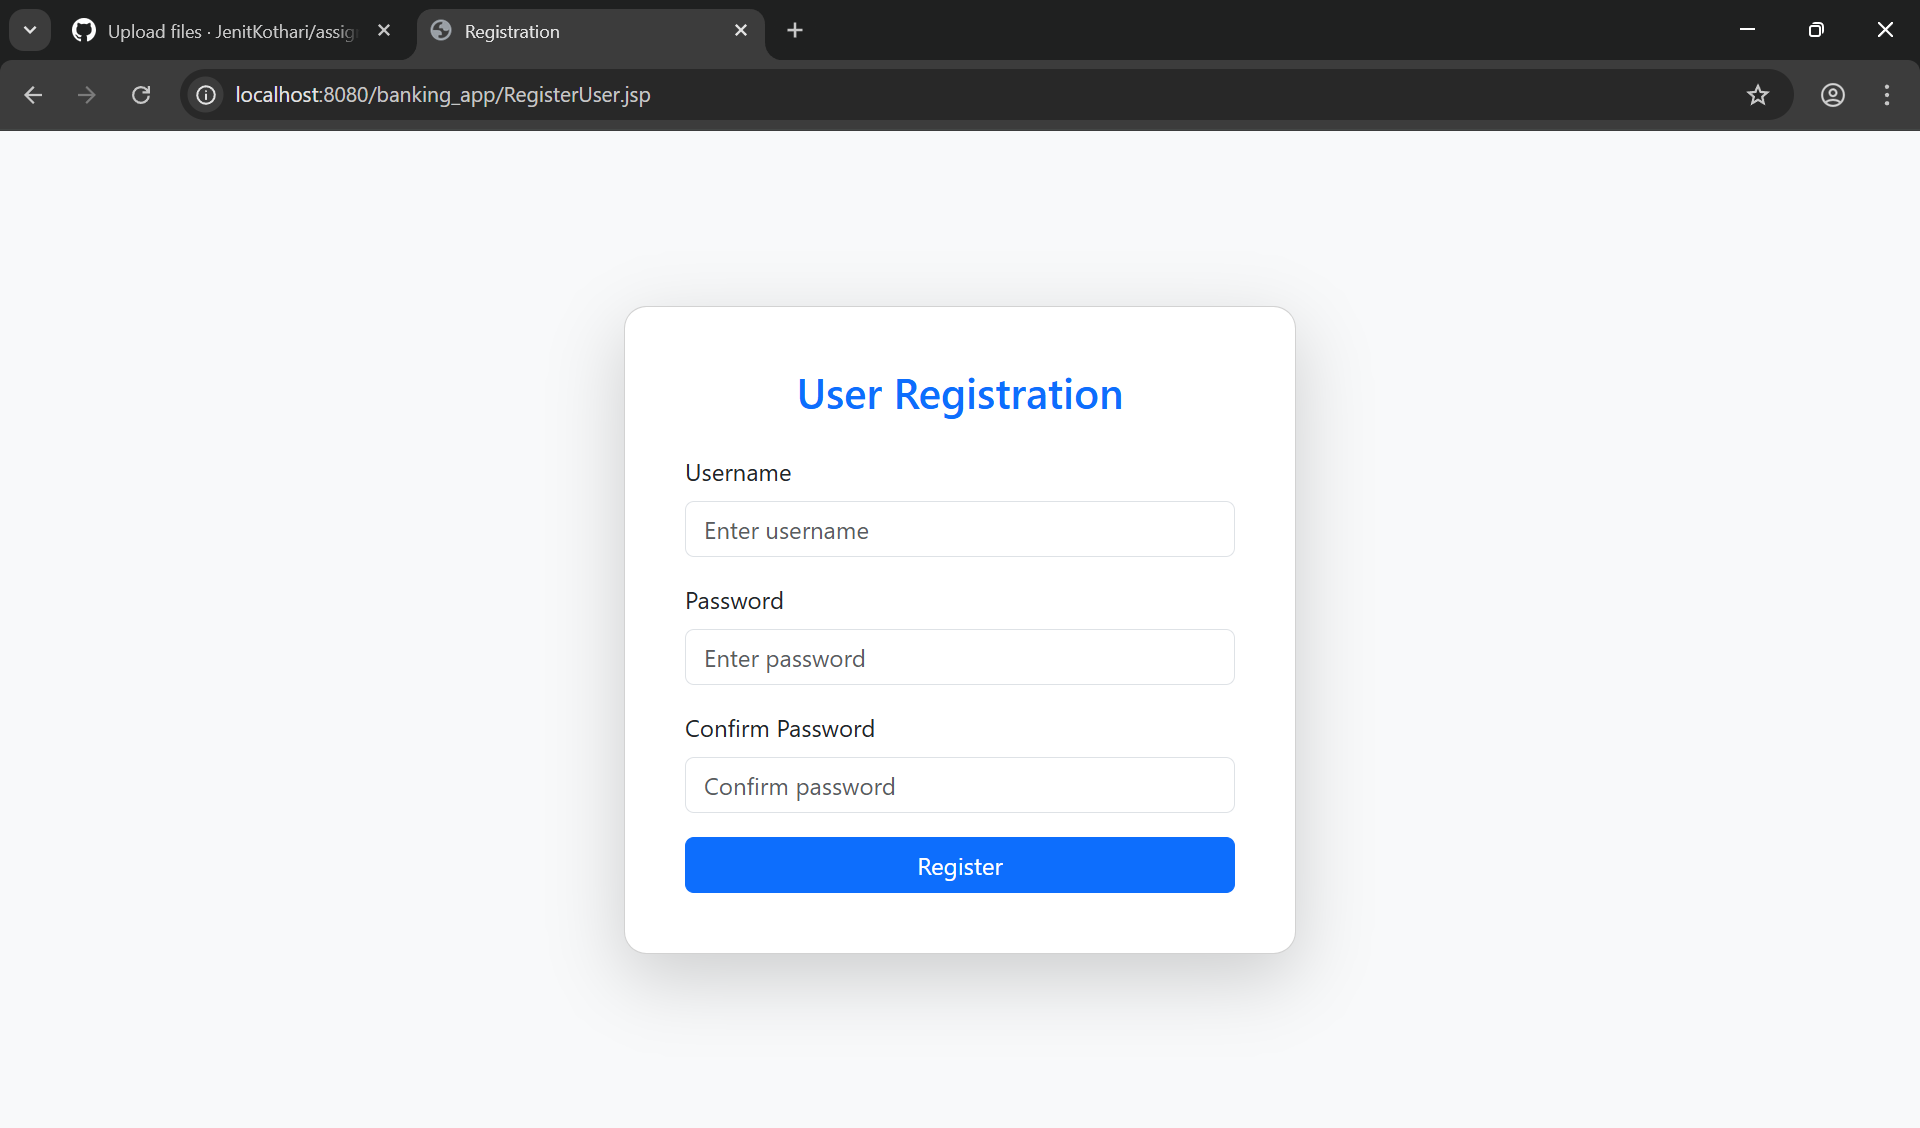 Upload files · JenitKothari/assig
Registration
localhost:8080/banking_app/RegisterUser.jsp
User Registration
Username
Enter username
Password
Enter password
Confirm Password
Confirm password
Register